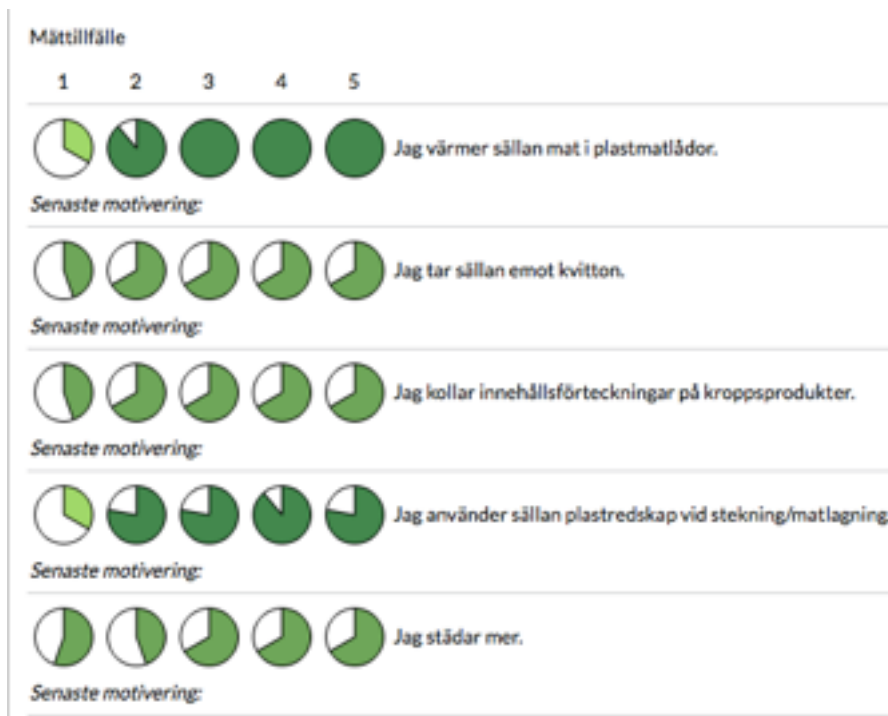 Mättillfälle
1 2 3 4 5
Jag värmer sällan mat i plastmatlådor.
Senaste motivering:
Jag tar sällan emot kvitton.
Senaste motivering:
Jag kollar innehållsförteckningar på kroppsprodukter.
Senaste motivering:
Jag använder sällan plastredskap vid stekning/matlagning
Senaste motivering:
Jag städar mer.
Senaste motivering: